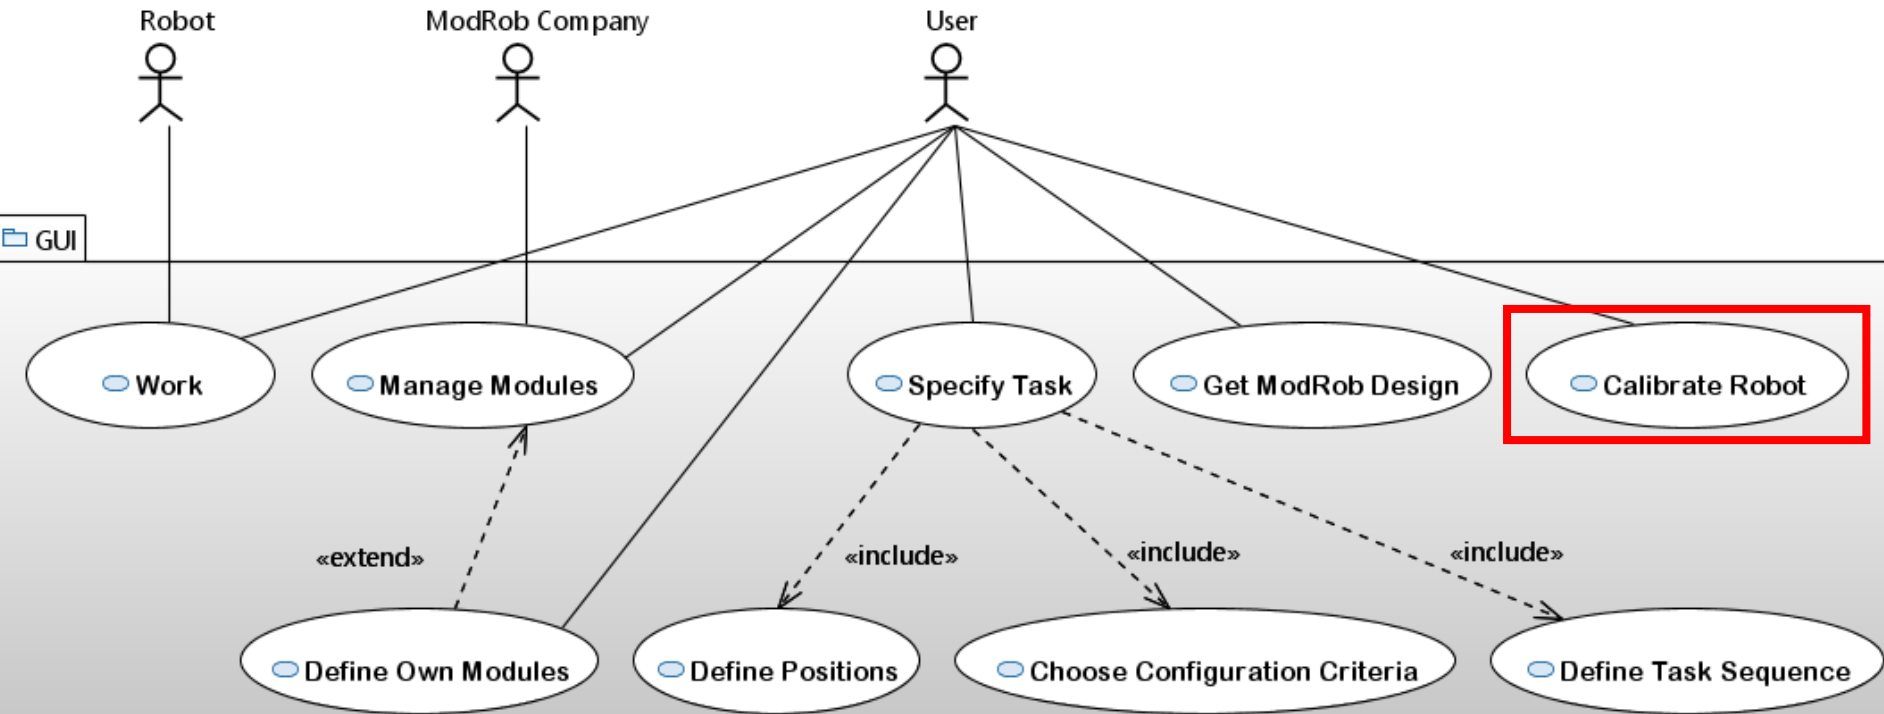 Robot
ModRob Company
User
GUI
Work
Manage Modules
Specify Task
Get ModRob Design
Calibrate Robot
«extend»
«include»
«include»
«include»
Define Own Modules
Define Positions
Choose Configuration Criteria
Define Task Sequence